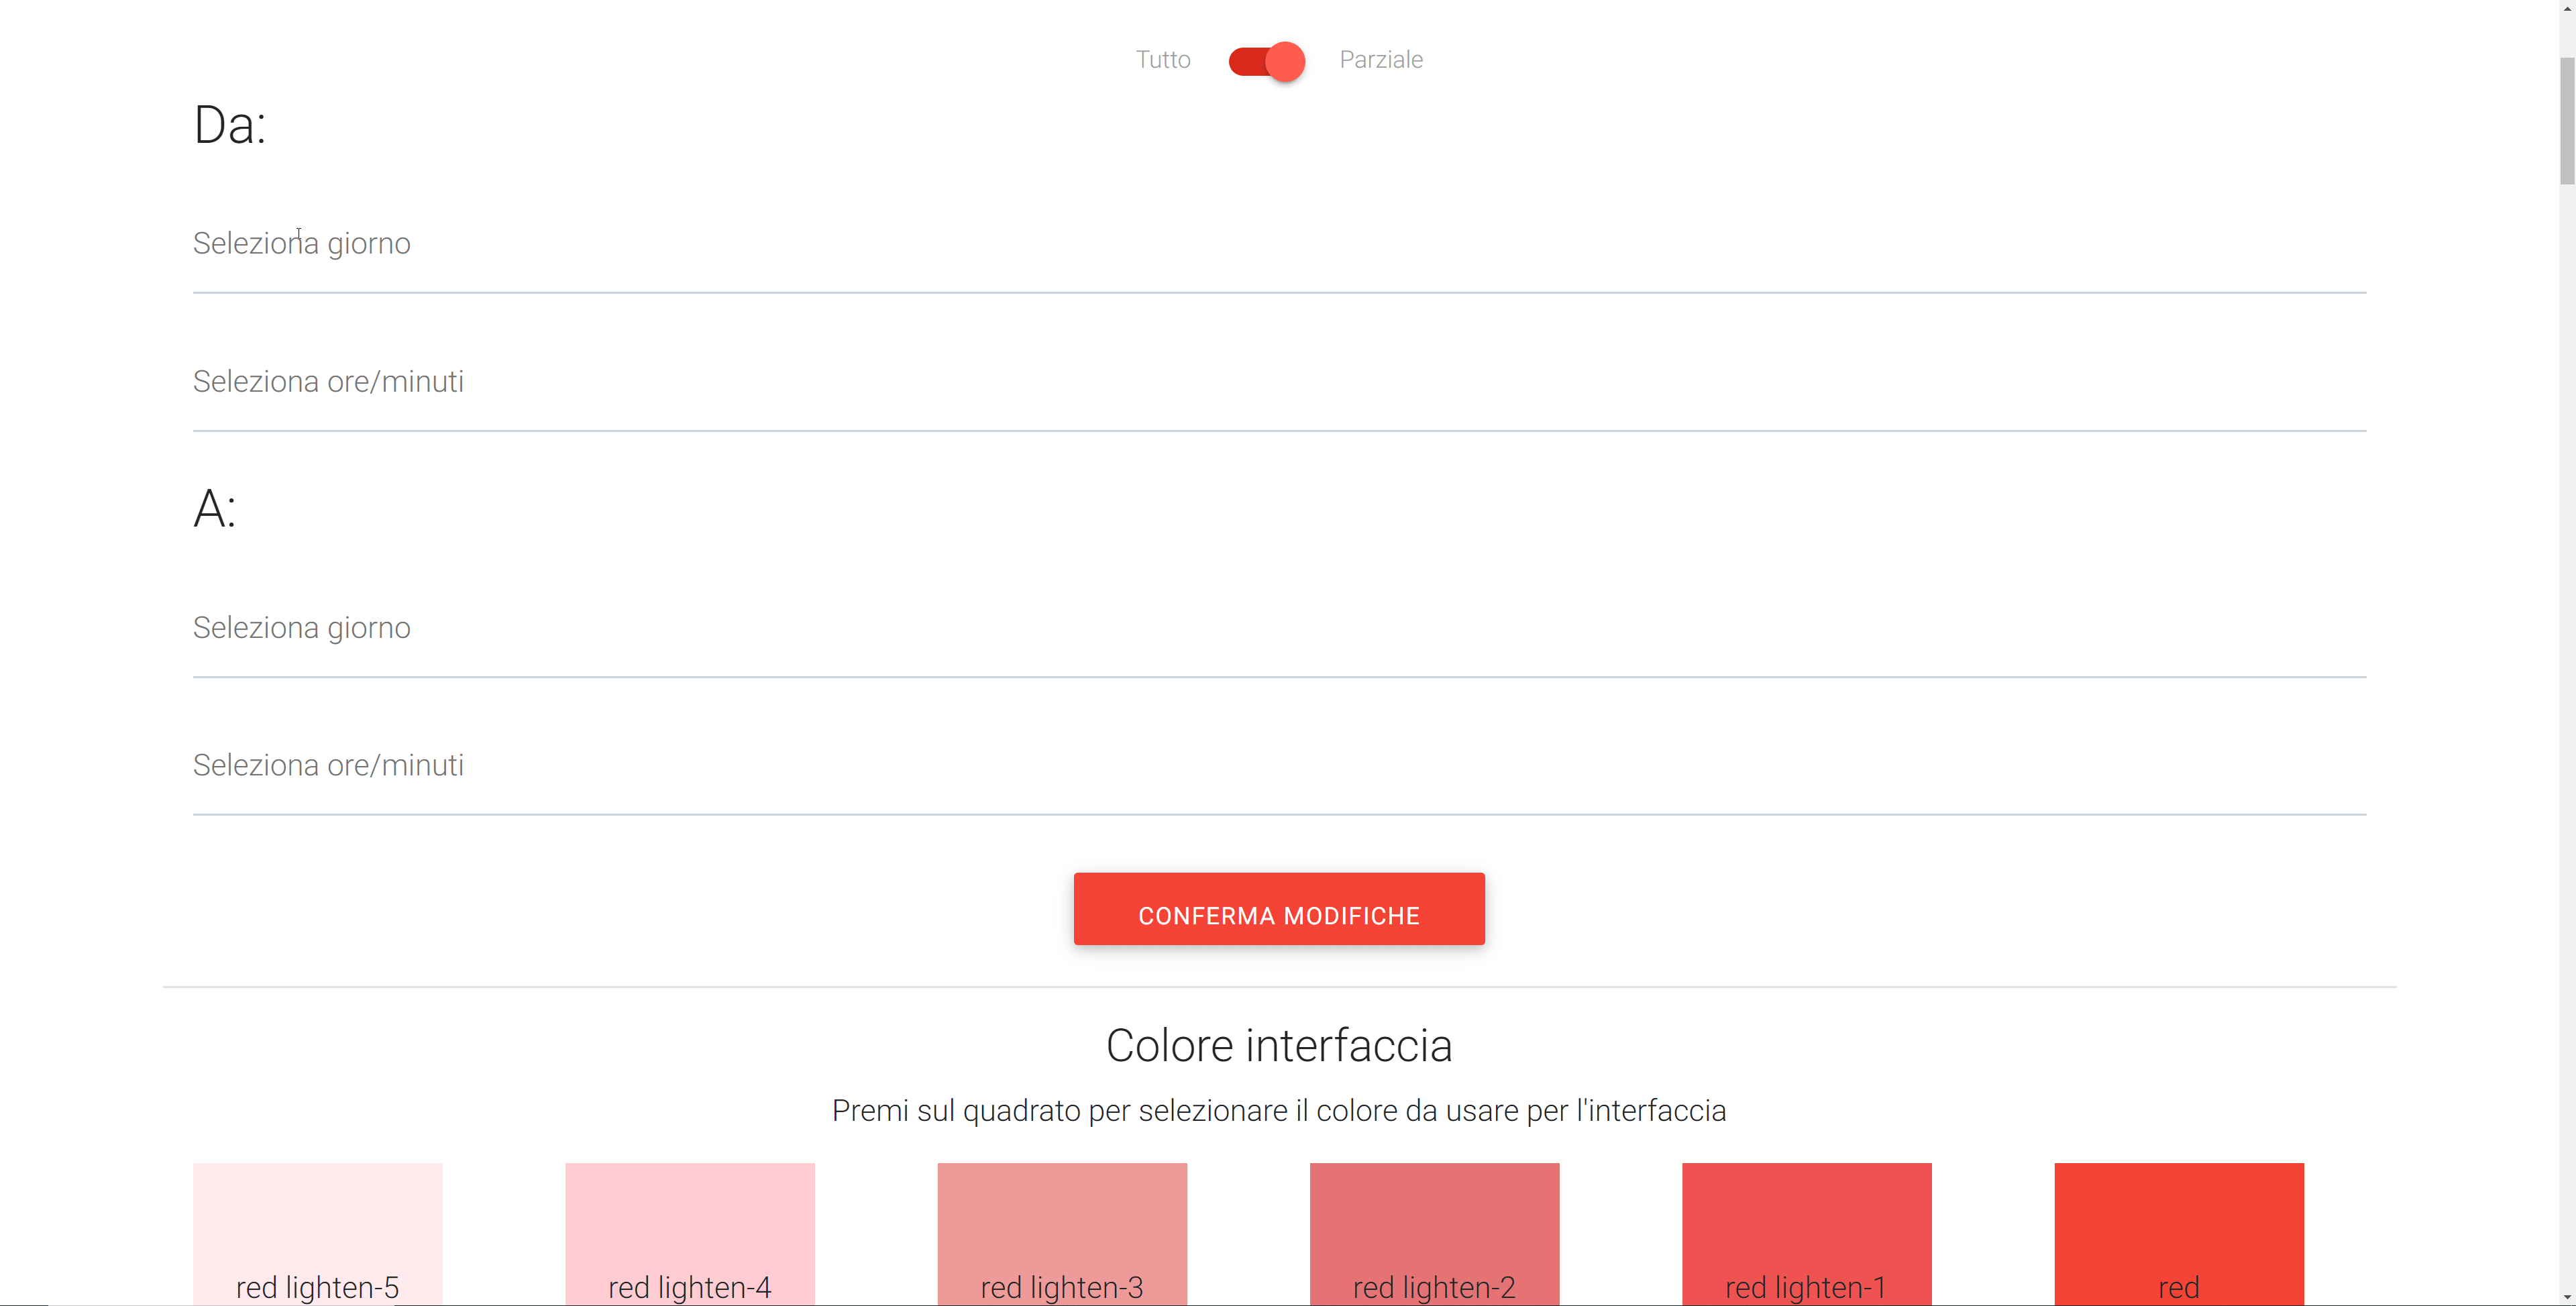 Tutto Parziale
Da:
Seleziona giorno
Seleziona ore/minuti
A:
Seleziona giorno
Seleziona ore/minuti
CONFERMA MODIFICHE
Colore interfaccia
Premi sul quadrato per selezionare il colore da usare per l'interfaccia
red lighten-5 red lighten-4 red lighten-3 red lighten-2 red lighten-1 red